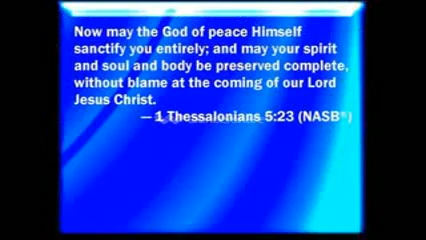 Now may the God of peace Himself
sanctify you entirely; and may your spirit
and soul and body be preserved complete,
without blame at the coming of our Lord
Jesus Christ.
— 1 Thessalonians 5:23 (NASB®)